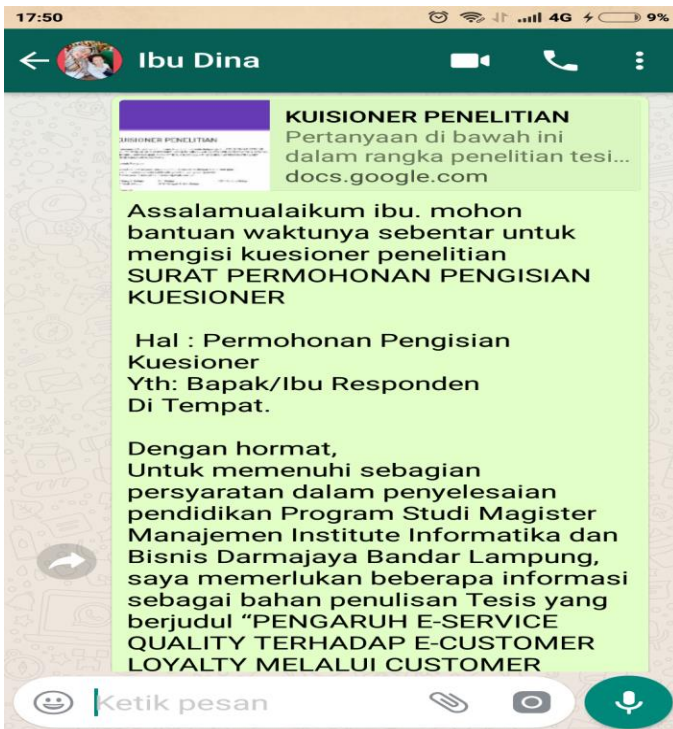 17:50
4G 9%
Ibu Dina
KUISIONER PENELITIAN
KUISIONER PENELITIAN
Pertanyaan di bawah ini
dalam rangka penelitian tesi...
docs.google.com
Assalamualaikum ibu. mohon
bantuan waktunya sebentar untuk
mengisi kuesioner penelitian
SURAT PERMOHONAN PENGISIAN
KUESIONER
Hal : Permohonan Pengisian
Kuesioner
Yth: Bapak/Ibu Responden
Di Tempat.
Dengan hormat,
Untuk memenuhi sebagian
persyaratan dalam penyelesaian
pendidikan Program Studi Magister
Manajemen Institute Informatika dan
Bisnis Darmajaya Bandar Lampung,
saya memerlukan beberapa informasi
sebagai bahan penulisan Tesis yang
berjudul “PENGARUH E-SERVICE
QUALITY TERHADAP E-CUSTOMER
LOYALTY MELALUI CUSTOMER
Ketik pesan